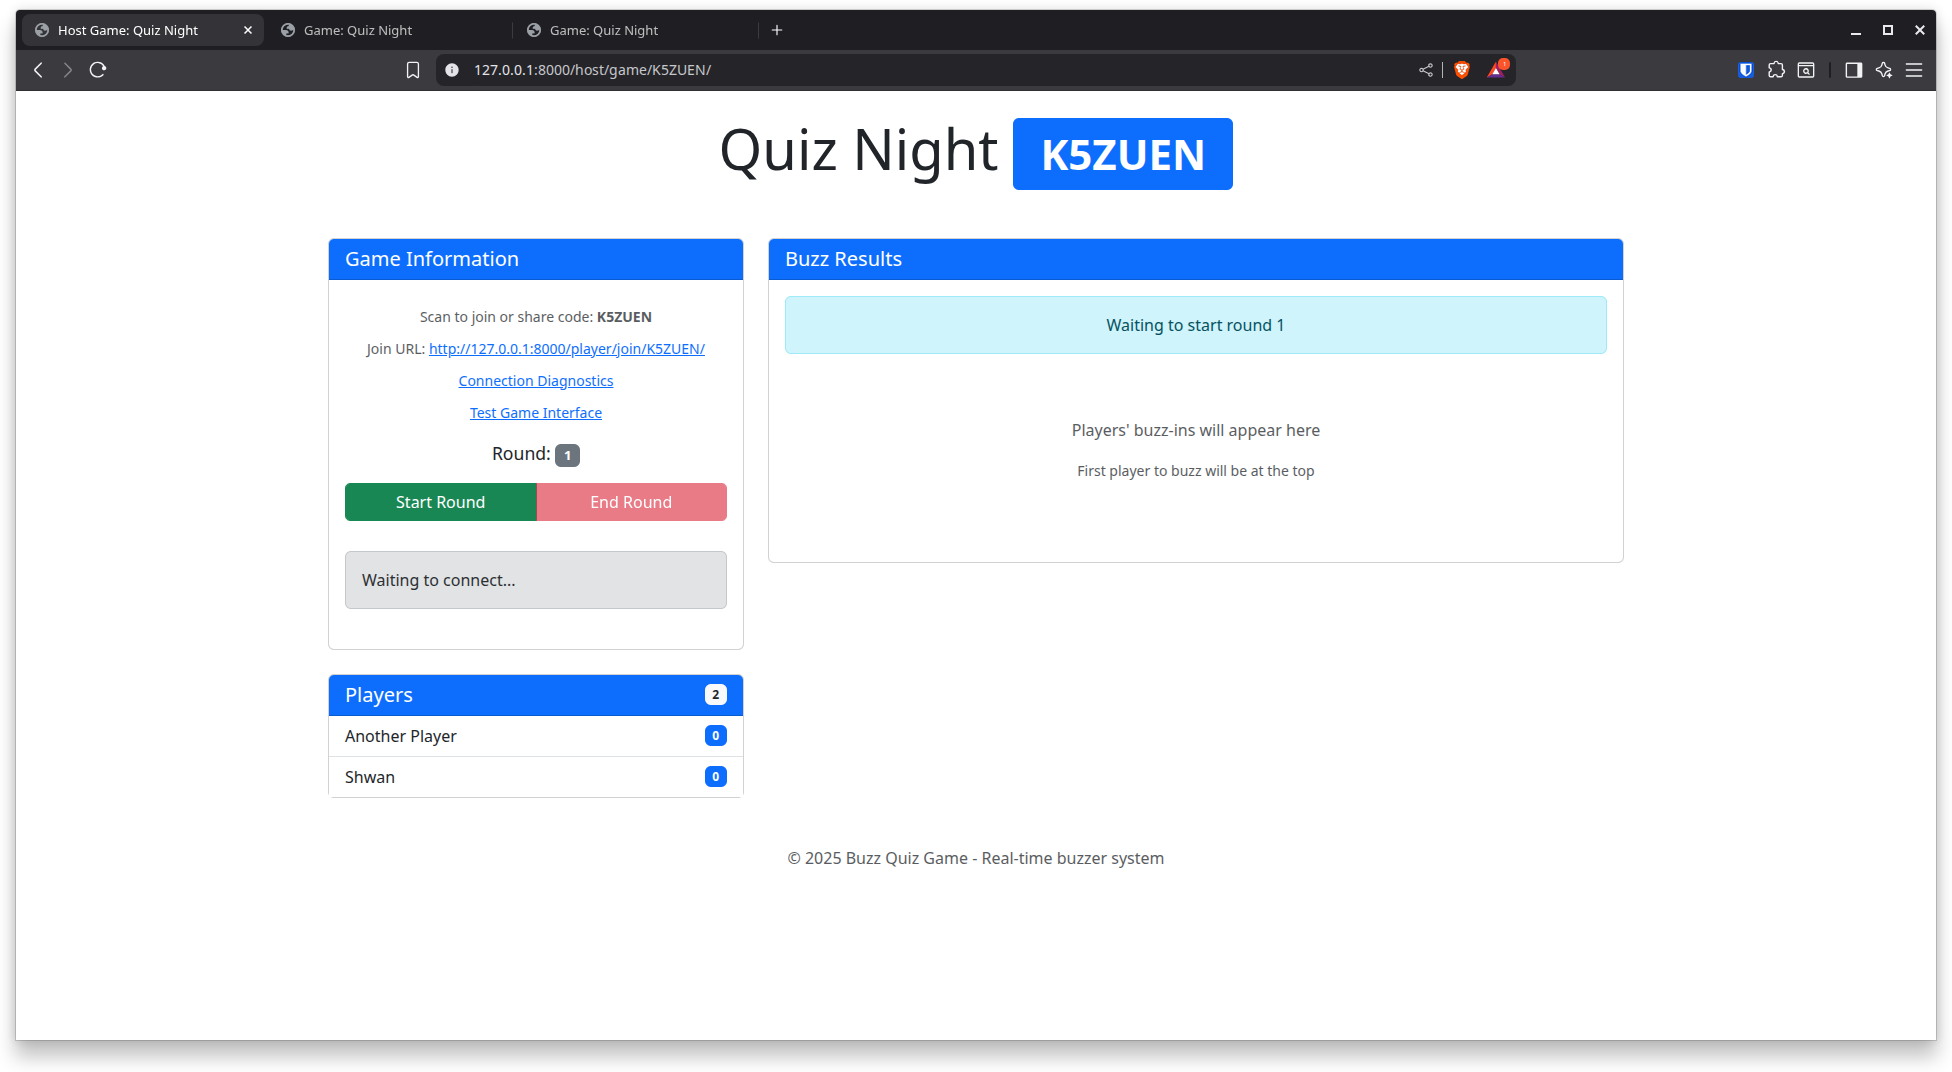 Host Game: Quiz Night
Game: Quiz Night
Game: Quiz Night
127.0.0.1:8000/host/game/K5ZUEN/
Quiz Night K5ZUEN
Game Information
Scan to join or share code: K5ZUEN
Join URL: http://127.0.0.1:8000/player/join/K5ZUEN/
Connection Diagnostics
Test Game Interface
Round: 1
Start Round
End Round
Waiting to connect...
Buzz Results
Waiting to start round 1
Players' buzz-ins will appear here
First player to buzz will be at the top
Players 2
Another Player 0
Shwan 0
© 2025 Buzz Quiz Game - Real-time buzzer system